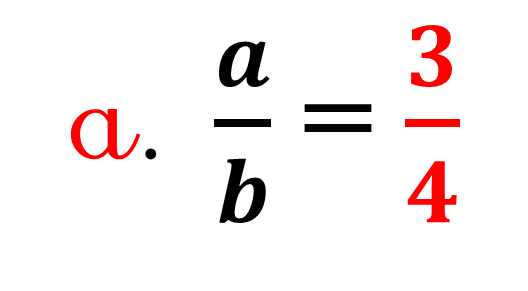 a. a/b = 3/4